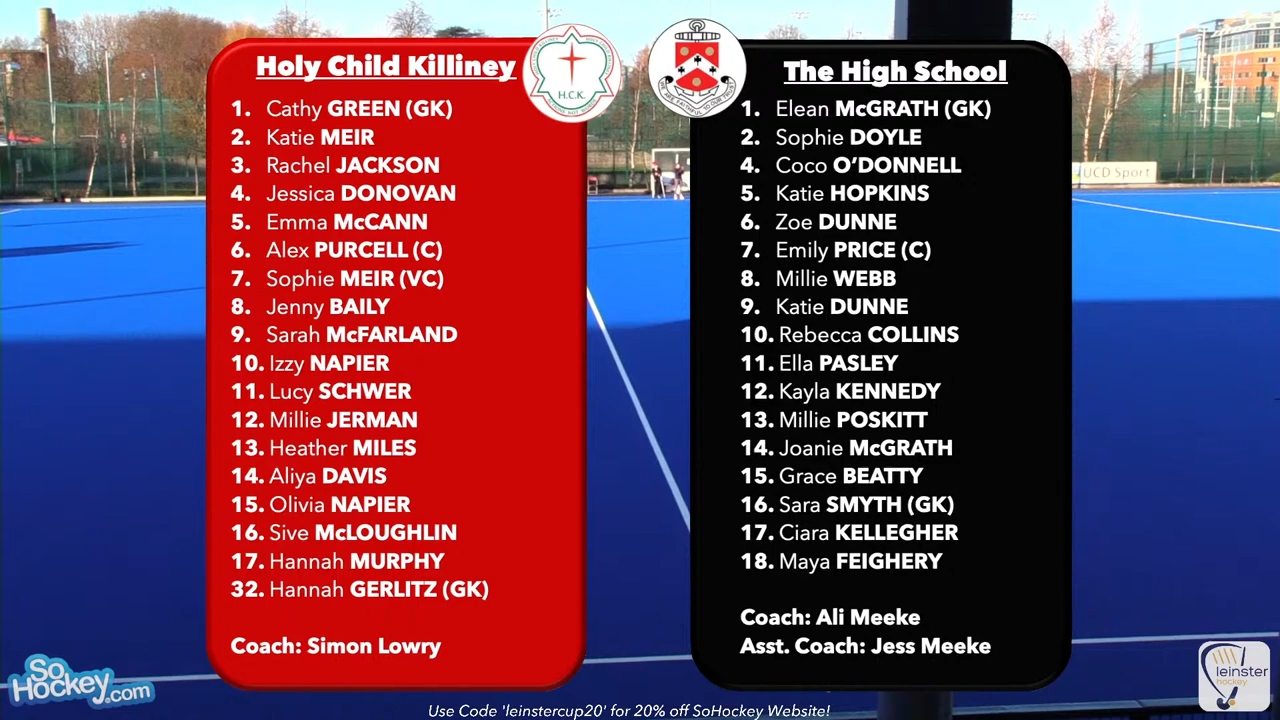 Holy Child Killiney
1. Cathy GREEN (GK)
2. Katie MEIR
3. Rachel JACKSON
4. Jessica DONOVAN
5. Emma McCANN
6. Alex PURCELL (C)
7. Sophie MEIR (VC)
8. Jenny BAILY
9. Sarah McFARLAND
10. Izzy NAPIER
11. Lucy SCHWER
12. Millie JERMAN
13. Heather MILES
14. Aliya DAVIS
15. Olivia NAPIER
16. Sive McLOUGHLIN
17. Hannah MURPHY
32. Hannah GERLITZ (GK)
Coach: Simon Lowry
H.C.K.
The High School
1. Elean McGRATH (GK)
2. Sophie DOYLE
4. Coco O’DONNELL
5. Katie HOPKINS
6. Zoe DUNNE
7. Emily PRICE (C)
8. Millie WEBB
9. Katie DUNNE
10. Rebecca COLLINS
11. Ella PASLEY
12. Kayla KENNEDY
13. Millie POSKITT
14. Joanie McGRATH
15. Grace BEATTY
16. Sara SMYTH (GK)
17. Ciara KELLEGHER
18. Maya FEIGHERY
Coach: Ali Meeke
Asst. Coach: Jess Meeke
UCD Sport
So
Hockey.com
leinster
hockey
Use Code 'leinstercup20' for 20% off SoHockey Website!